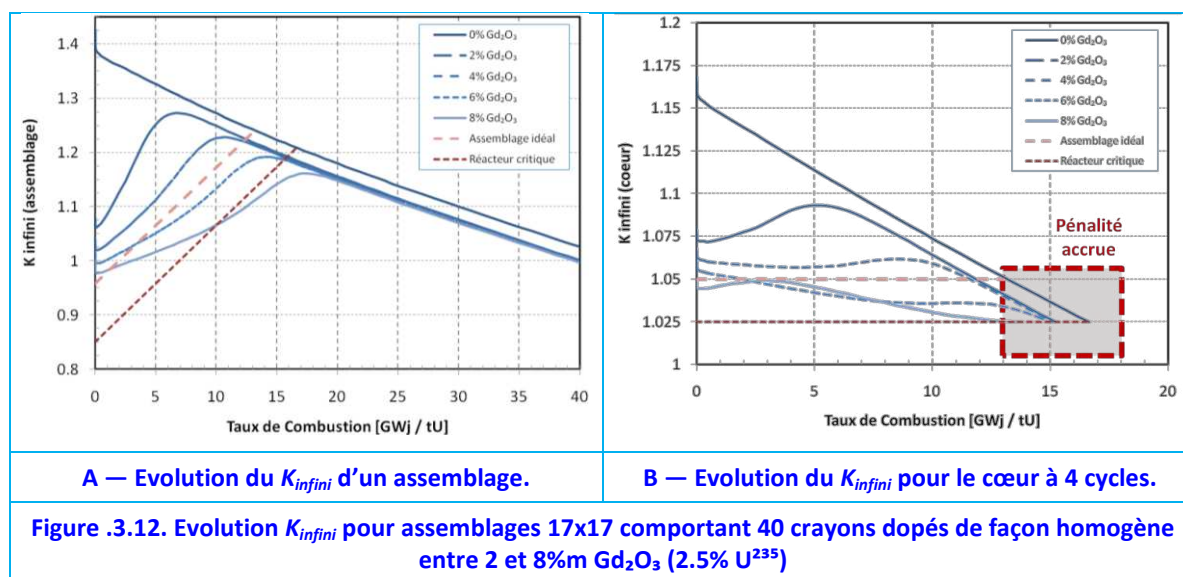 1.4
1.3
1.2
1.1
1
0.9
0.8
K infini (assemblage)
0% Gd₂O₃
2% Gd₂O₃
4% Gd₂O₃
6% Gd₂O₃
8% Gd₂O₃
Assemblage idéal
Réacteur critique
0 5 10 15 20 25 30 35 40
Taux de Combustion [GWj / tU]
1.2
1.175
1.15
1.125
1.1
1.075
1.05
1.025
1
K infini (coeur)
0% Gd₂O₃
2% Gd₂O₃
4% Gd₂O₃
6% Gd₂O₃
8% Gd₂O₃
Assemblage idéal
Réacteur critique
Pénalité
accrue
0 5 10 15 20
Taux de Combustion [GWj / tU]
A — Evolution du Kinfini d’un assemblage.
B — Evolution du Kinfini pour le cœur à 4 cycles.
Figure .3.12. Evolution Kinfini pour assemblages 17x17 comportant 40 crayons dopés de façon homogène
entre 2 et 8%m Gd₂O₃ (2.5% U²³⁵)